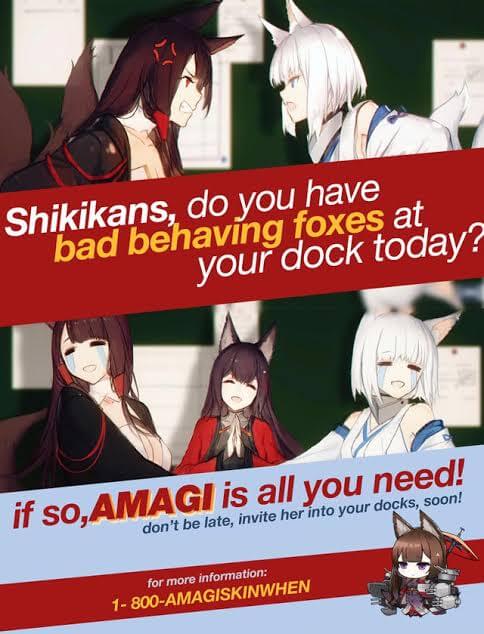 Shikikans, do you have
bad behaving foxes at
your dock today?
if so,AMAGI is all you need!
don't be late, invite her into your docks, soon!
for more information:
1- 800-AMAGISKINWHEN